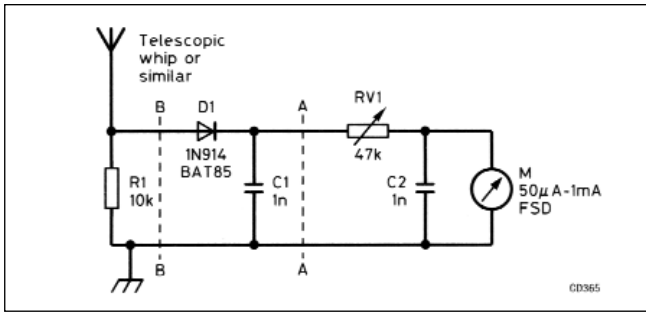 Telescopic
whip or
similar
B
D1
A
RV1
1N914
BAT85
47k
R1
10k
C1
1n
C2
1n
M
50μA-1mA
FSD
B
A
CD365